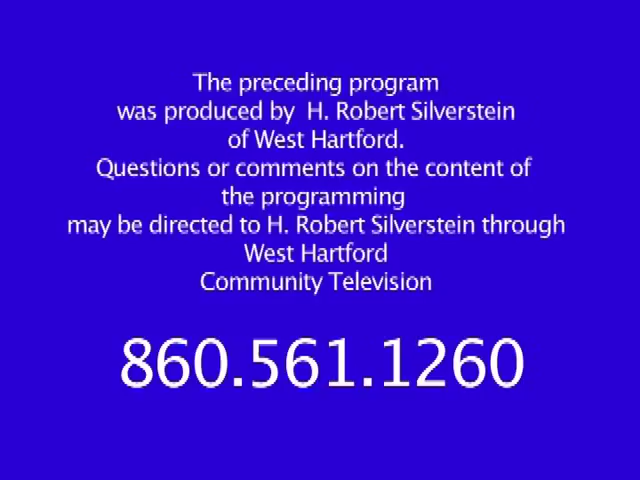 The preceding program
was produced by H. Robert Silverstein
of West Hartford.
Questions or comments on the content of
the programming
may be directed to H. Robert Silverstein through
West Hartford
Community Television
860.561.1260